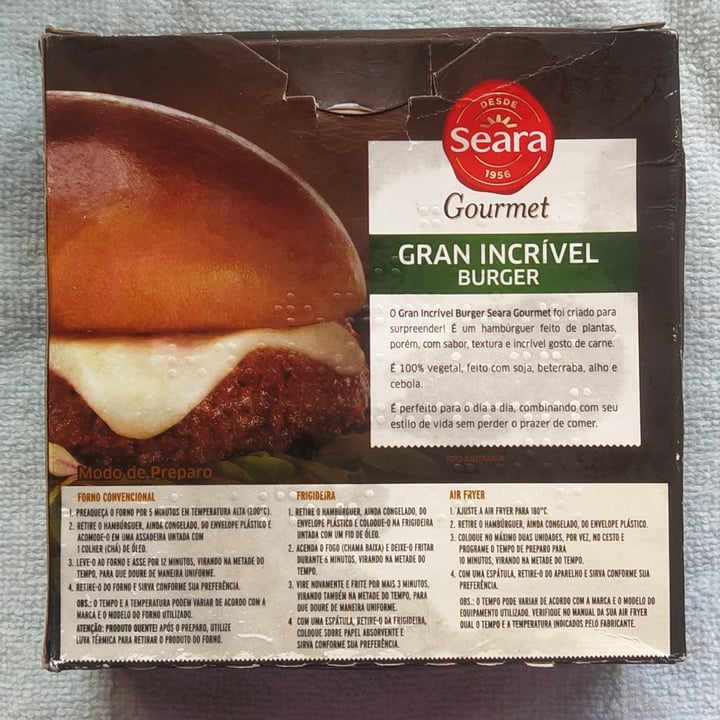 DESDE
Seara
1956
Gourmet
GRAN INCRÍVEL
BURGER
O Gran Incrível Burger Seara Gourmet foi criado para
surpreender! É um hambúrguer feito de plantas,
porém, com sabor, textura e incrível gosto de carne.
É 100% vegetal, feito com soja, beterraba, alho e
cebola.
É perfeito para o dia a dia, combinando com seu
estilo de vida sem perder o prazer de comer.
FOTO ILUSTRATIVA
Modo de Preparo
FORNO CONVENCIONAL
1. PREAQUEÇA O FORNO POR 5 MINUTOS EM TEMPERATURA ALTA (200°C).
2. RETIRE O HAMBÚRGUER, AINDA CONGELADO, DO ENVELOPE PLÁSTICO E
ACOMODE-O EM UMA ASSADEIRA UNTADA COM
1 COLHER (CHÁ) DE ÓLEO.
3. LEVE-O AO FORNO E ASSE POR 12 MINUTOS, VIRANDO NA METADE DO
TEMPO, PARA QUE DOURE DE MANEIRA UNIFORME.
4. RETIRE-O DO FORNO E SIRVA CONFORME SUA PREFERÊNCIA.
OBS.: O TEMPO E A TEMPERATURA PODEM VARIAR DE ACORDO COM A
MARCA E O MODELO DO FORNO UTILIZADO.
ATENÇÃO: PRODUTO QUENTE! APÓS O PREPARO, UTILIZE
LUVA TÉRMICA PARA RETIRAR O PRODUTO DO FORNO.
FRIGIDEIRA
1. RETIRE O HAMBÚRGUER, AINDA CONGELADO, DO
ENVELOPE PLÁSTICO E COLOQUE-O NA FRIGIDEIRA
UNTADA COM UM FIO DE ÓLEO.
2. ACENDA O FOGO (CHAMA BAIXA) E DEIXE-O FRITAR
DURANTE 6 MINUTOS, VIRANDO NA METADE DO
TEMPO.
3. VIRE NOVAMENTE E FRITE POR MAIS 3 MINUTOS,
VIRANDO TAMBÉM NA METADE DO TEMPO, PARA
QUE DOURE DE MANEIRA UNIFORME.
4. COM UMA ESPÁTULA, RETIRE-O DA FRIGIDEIRA,
COLOQUE SOBRE PAPEL ABSORVENTE E
SIRVA CONFORME SUA PREFERÊNCIA.
AIR FRYER
1. AJUSTE A AIR FRYER PARA 180°C.
2. RETIRE O HAMBÚRGUER, AINDA CONGELADO, DO ENVELOPE PLÁSTICO.
3. COLOQUE NO MÁXIMO DUAS UNIDADES, POR VEZ, NO CESTO E
PROGRAME O TEMPO DE PREPARO PARA
10 MINUTOS, VIRANDO NA METADE DO TEMPO.
4. COM UMA ESPÁTULA, RETIRE-O DO APARELHO E SIRVA CONFORME SUA
PREFERÊNCIA.
OBS.: O TEMPO PODE VARIAR DE ACORDO COM A MARCA E O MODELO DO
EQUIPAMENTO UTILIZADO. VERIFIQUE NO MANUAL DA SUA AIR FRYER
QUAL O TEMPO E A TEMPERATURA INDICADOS PELO FABRICANTE.